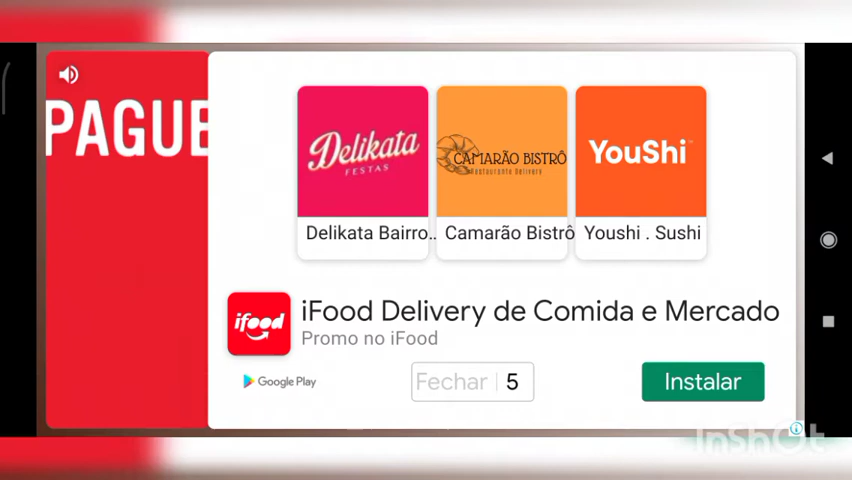 PAGUE
Delikata
FESTAS
CAMARÃO BISTRÔ
Restaurante Delivery
YouShi
Delikata Bairro..
Camarão Bistrô
Youshi . Sushi
ifood
iFood Delivery de Comida e Mercado
Promo no iFood
Google Play
Fechar
5
Instalar
InShOt